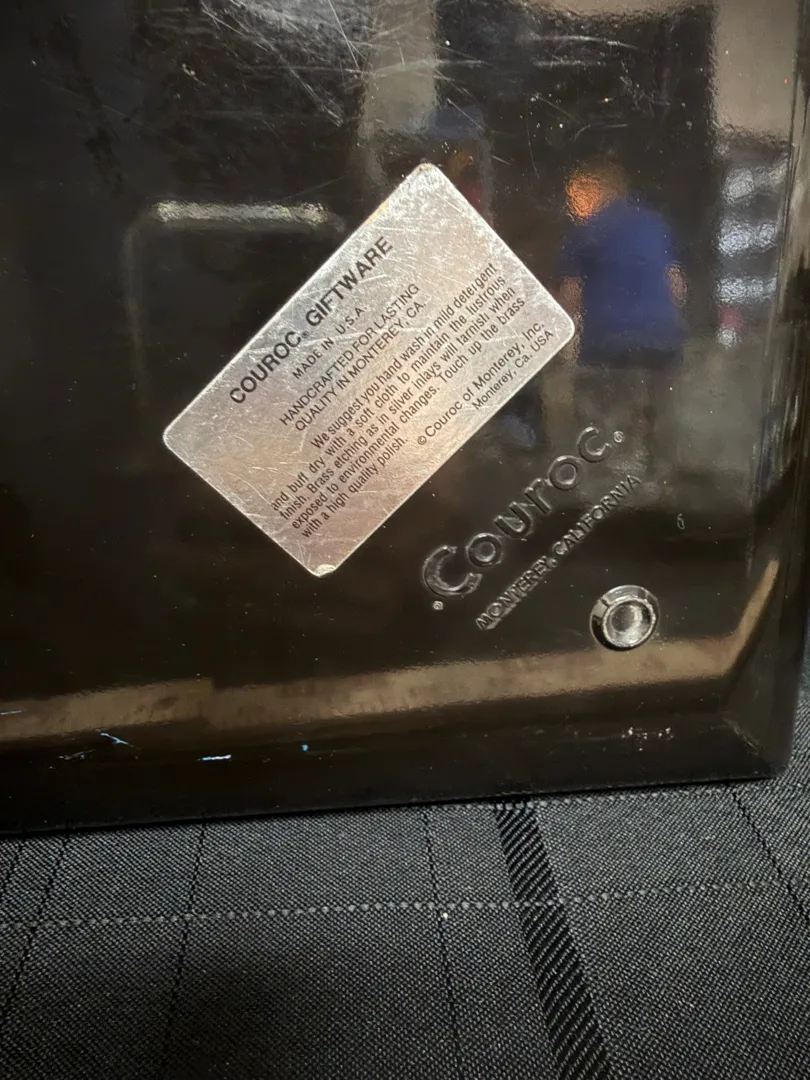 COUROC® GIFTWARE
MADE IN U.S.A.
HANDCRAFTED FOR LASTING
QUALITY IN MONTEREY, CA.
We suggest you hand wash in mild detergent
and buff dry with a soft cloth to maintain the lustrous
finish. Brass etching as in silver inlays will tarnish when
exposed to environmental changes. Touch up the brass
with a high quality polish.
© Couroc of Monterey, Inc.
Monterey, Ca. USA
®Couroc®
MONTEREY, CALIFORNIA